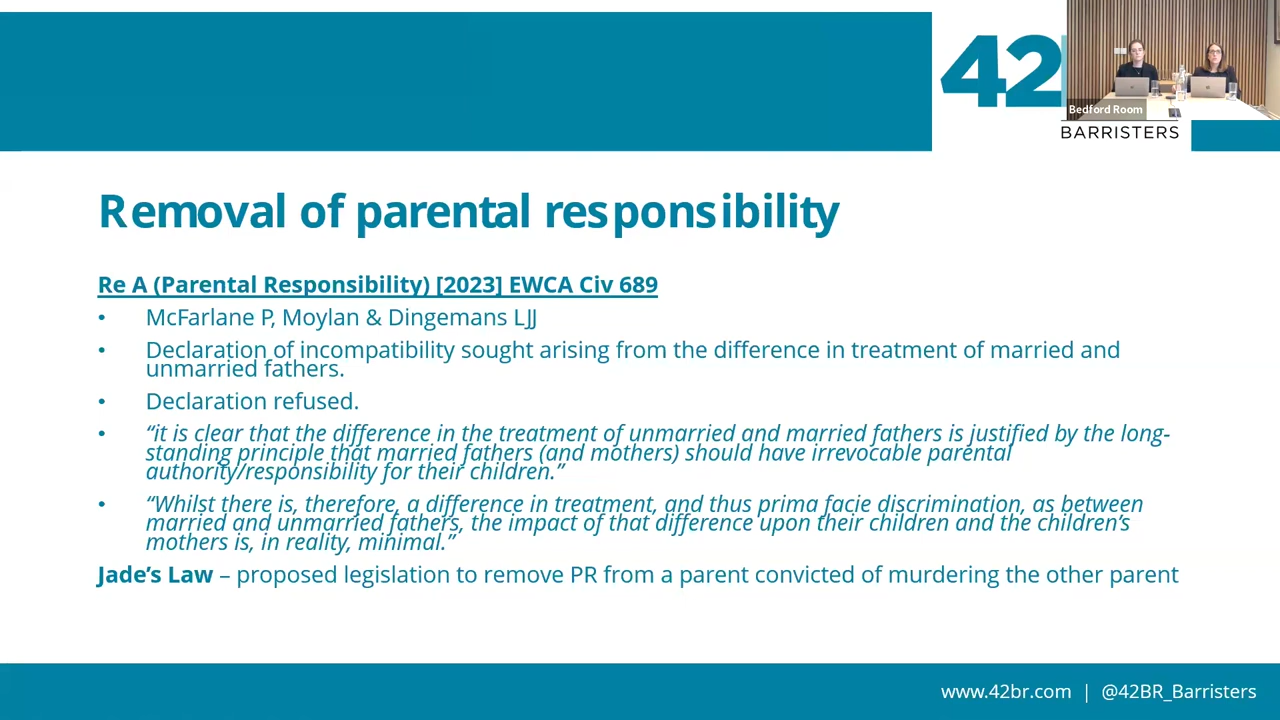 42
Bedford Room
BARRISTERS
Removal of parental responsibility
Re A (Parental Responsibility) [2023] EWCA Civ 689
• McFarlane P, Moylan & Dingemans LJJ
• Declaration of incompatibility sought arising from the difference in treatment of married and
unmarried fathers.
• Declaration refused.
• “it is clear that the difference in the treatment of unmarried and married fathers is justified by the long-
standing principle that married fathers (and mothers) should have irrevocable parental
authority/responsibility for their children.”
• “Whilst there is, therefore, a difference in treatment, and thus prima facie discrimination, as between
married and unmarried fathers, the impact of that difference upon their children and the children’s
mothers is, in reality, minimal.”
Jade’s Law – proposed legislation to remove PR from a parent convicted of murdering the other parent
www.42br.com | @42BR_Barristers